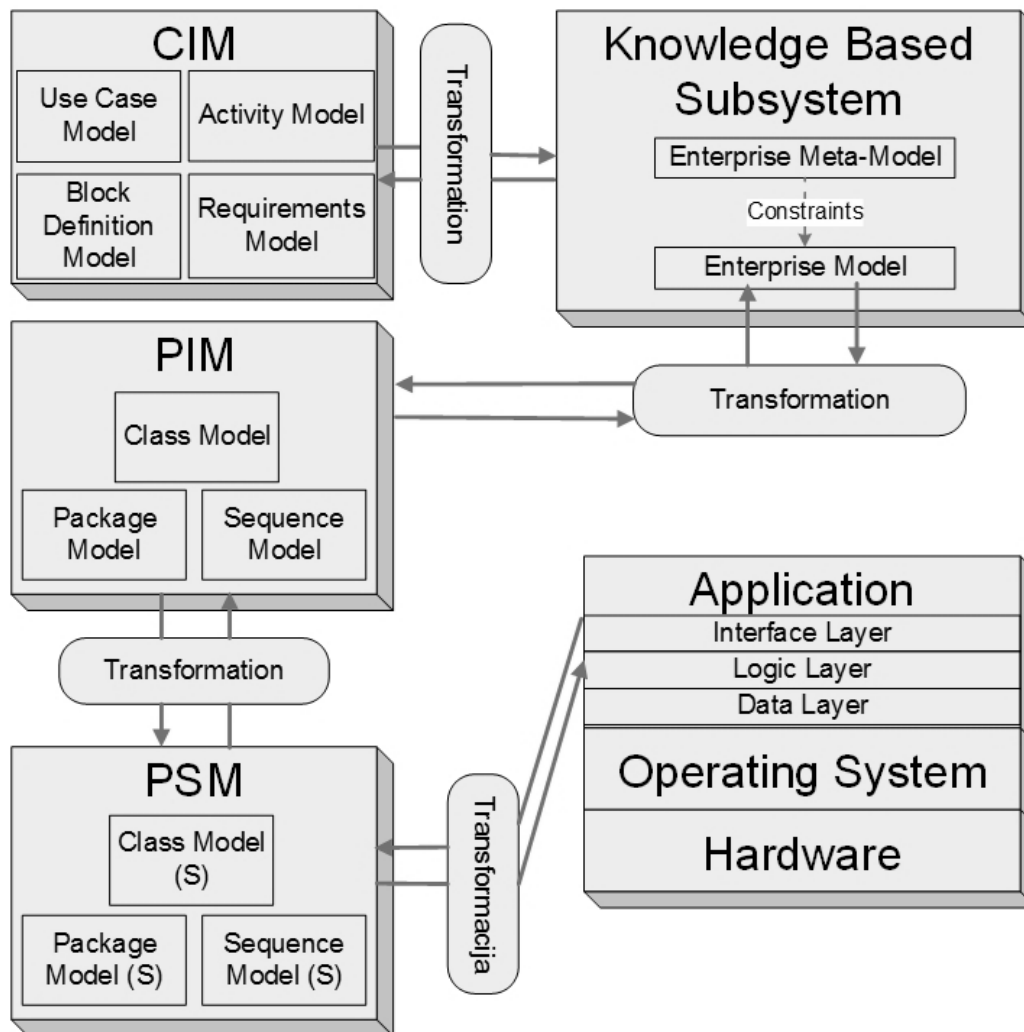 CIM
Use Case
Model
Activity Model
Block
Definition
Model
Requirements
Model
Transformation
Knowledge Based
Subsystem
Enterprise Meta-Model
Constraints
Enterprise Model
Transformation
PIM
Class Model
Package
Model
Sequence
Model
Transformation
PSM
Class Model
(S)
Package
Model (S)
Sequence
Model (S)
Transformacija
Application
Interface Layer
Logic Layer
Data Layer
Operating System
Hardware